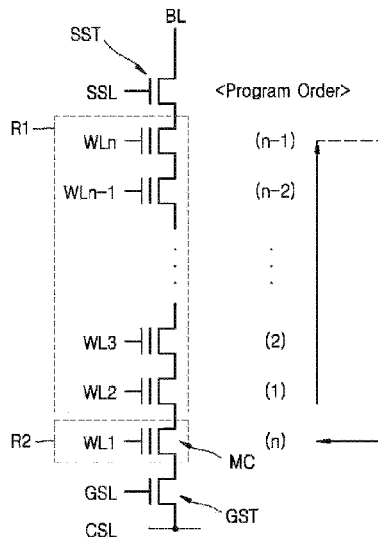 BL
SST
SSL
<Program Order>
R1
WLn
(n-1)
WLn-1
(n-2)
WL3
(2)
WL2
(1)
R2
WL1
(n)
MC
GSL
GST
CSL